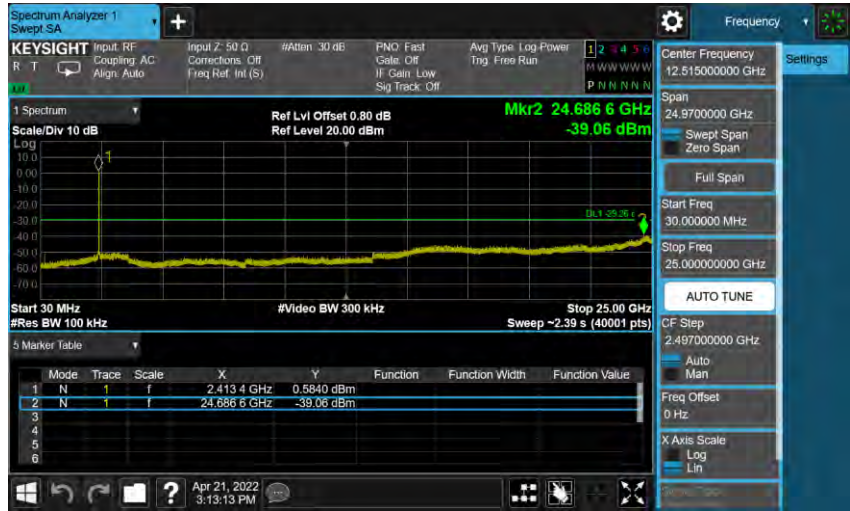 Spectrum Analyzer 1
Swept SA
+
Frequency
KEYSIGHT
R T
Input: RF
Coupling: AC
Align: Auto
Input Z: 50 Ω
Corrections: Off
Freq Ref: Int (S)
#Atten: 30 dB
PNO: Fast
Gate: Off
IF Gain: Low
Sig Track: Off
Avg Type: Log-Power
Trig: Free Run
1 2 3 4 5 6
M W W W W W
P N N N N N
1 Spectrum
Scale/Div 10 dB
Ref Lvl Offset 0.80 dB
Ref Level 20.00 dBm
Mkr2 24.686 6 GHz
-39.06 dBm
Log
10.0
0.00
-10.0
-20.0
-30.0
-40.0
-50.0
-60.0
-70.0
1
2
Start 30 MHz
#Res BW 100 kHz
#Video BW 300 kHz
Stop 25.00 GHz
Sweep ~2.39 s (40001 pts)
5 Marker Table
Mode Trace Scale X Y Function Function Width Function Value
1 N 1 f 2.413 4 GHz 0.5840 dBm
2 N 1 f 24.686 6 GHz -39.06 dBm
3
4
5
6
Center Frequency
12.515000000 GHz
Settings
Span
24.9700000 GHz
Swept Span
Zero Span
Full Span
Start Freq
30.000000 MHz
Stop Freq
25.000000000 GHz
AUTO TUNE
CF Step
2.497000000 GHz
Auto
Man
Freq Offset
0 Hz
X Axis Scale
Log
Lin
?
Apr 21, 2022
3:13:13 PM